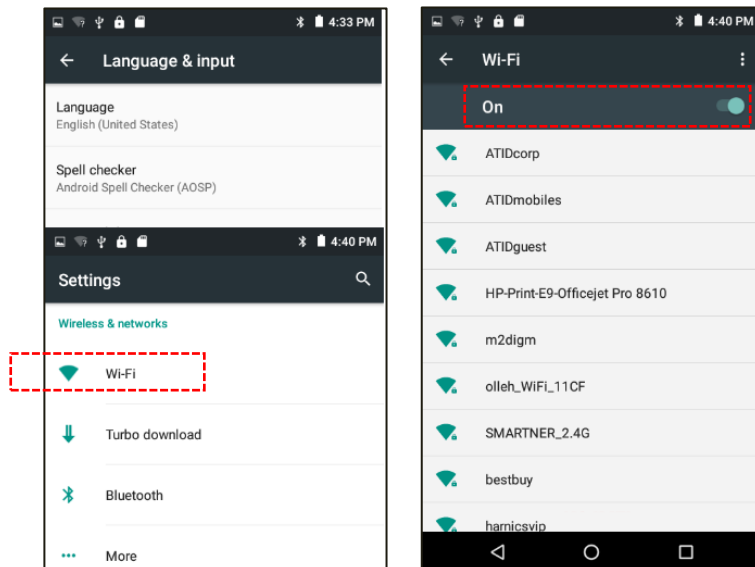 4:33 PM
Language & input
Language
English (United States)
Spell checker
Android Spell Checker (AOSP)
4:40 PM
Settings
Wireless & networks
Wi-Fi
Turbo download
Bluetooth
More
4:40 PM
Wi-Fi
On
ATIDcorp
ATIDmobiles
ATIDguest
HP-Print-E9-Officejet Pro 8610
m2digm
olleh_WiFi_11CF
SMARTNER_2.4G
bestbuy
harnicsvip